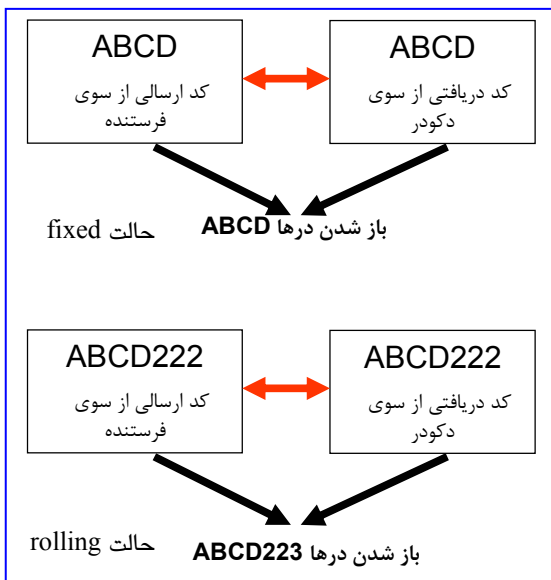 ABCD
کد ارسالی از سوی
فرستنده
ABCD
کد دریافتی از سوی
دکودر
باز شدن درها ABCD
حالت fixed
ABCD222
کد ارسالی از سوی
فرستنده
ABCD222
کد دریافتی از سوی
دکودر
باز شدن درها ABCD223
حالت rolling